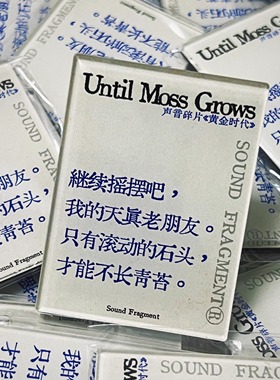 Until Moss Grows
声音碎片《黄金时代》
SOUND FRAGMENT®
継续摇摆吧，
我的天真老朋友。
只有滚动的石头，
才能不长青苔。
Sound Fragment